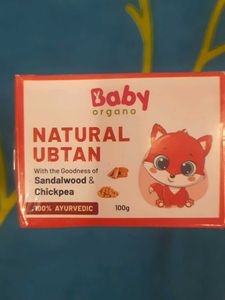 Baby
organo
NATURAL
UBTAN
With the Goodness of
Sandalwood &
Chickpea
100% AYURVEDIC
100g